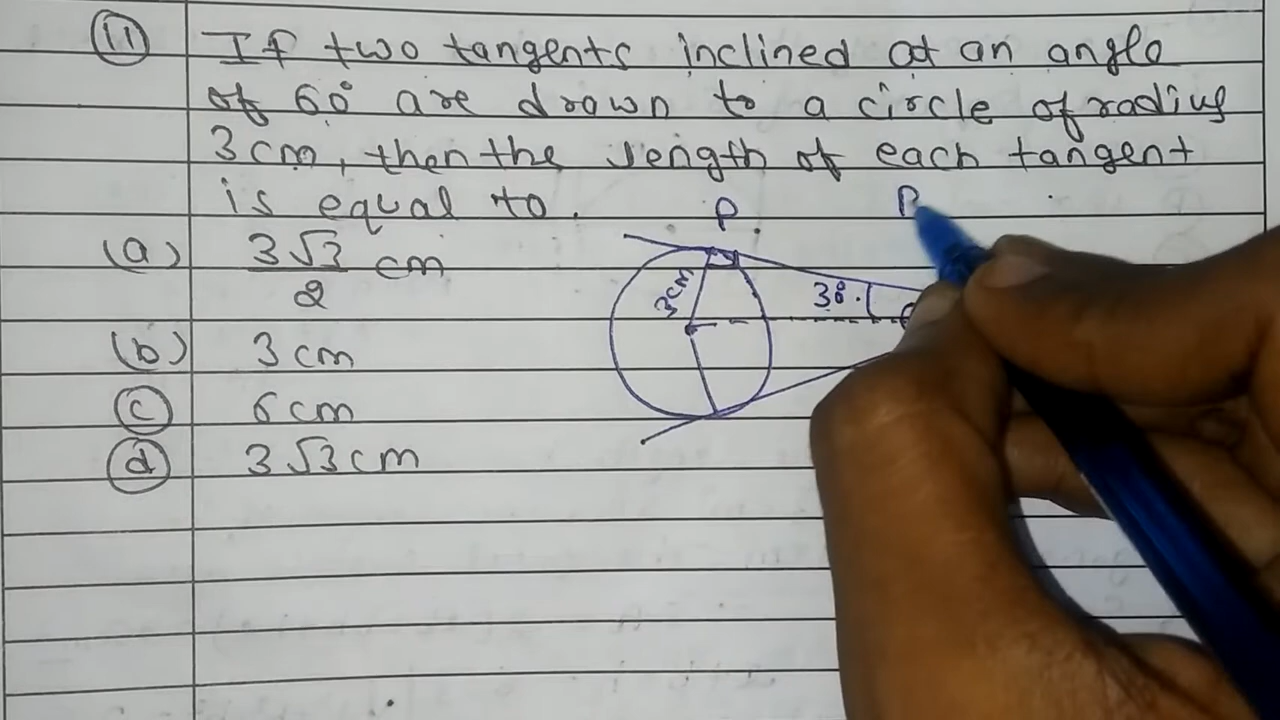 11 If two tangents inclined at an angle
of 60° are drawn to a circle of radius
3cm, then the length of each tangent
is equal to.
P P
(a) 3√3/2 cm
3cm 30°
(b) 3 cm
(c) 6 cm
(d) 3√3 cm